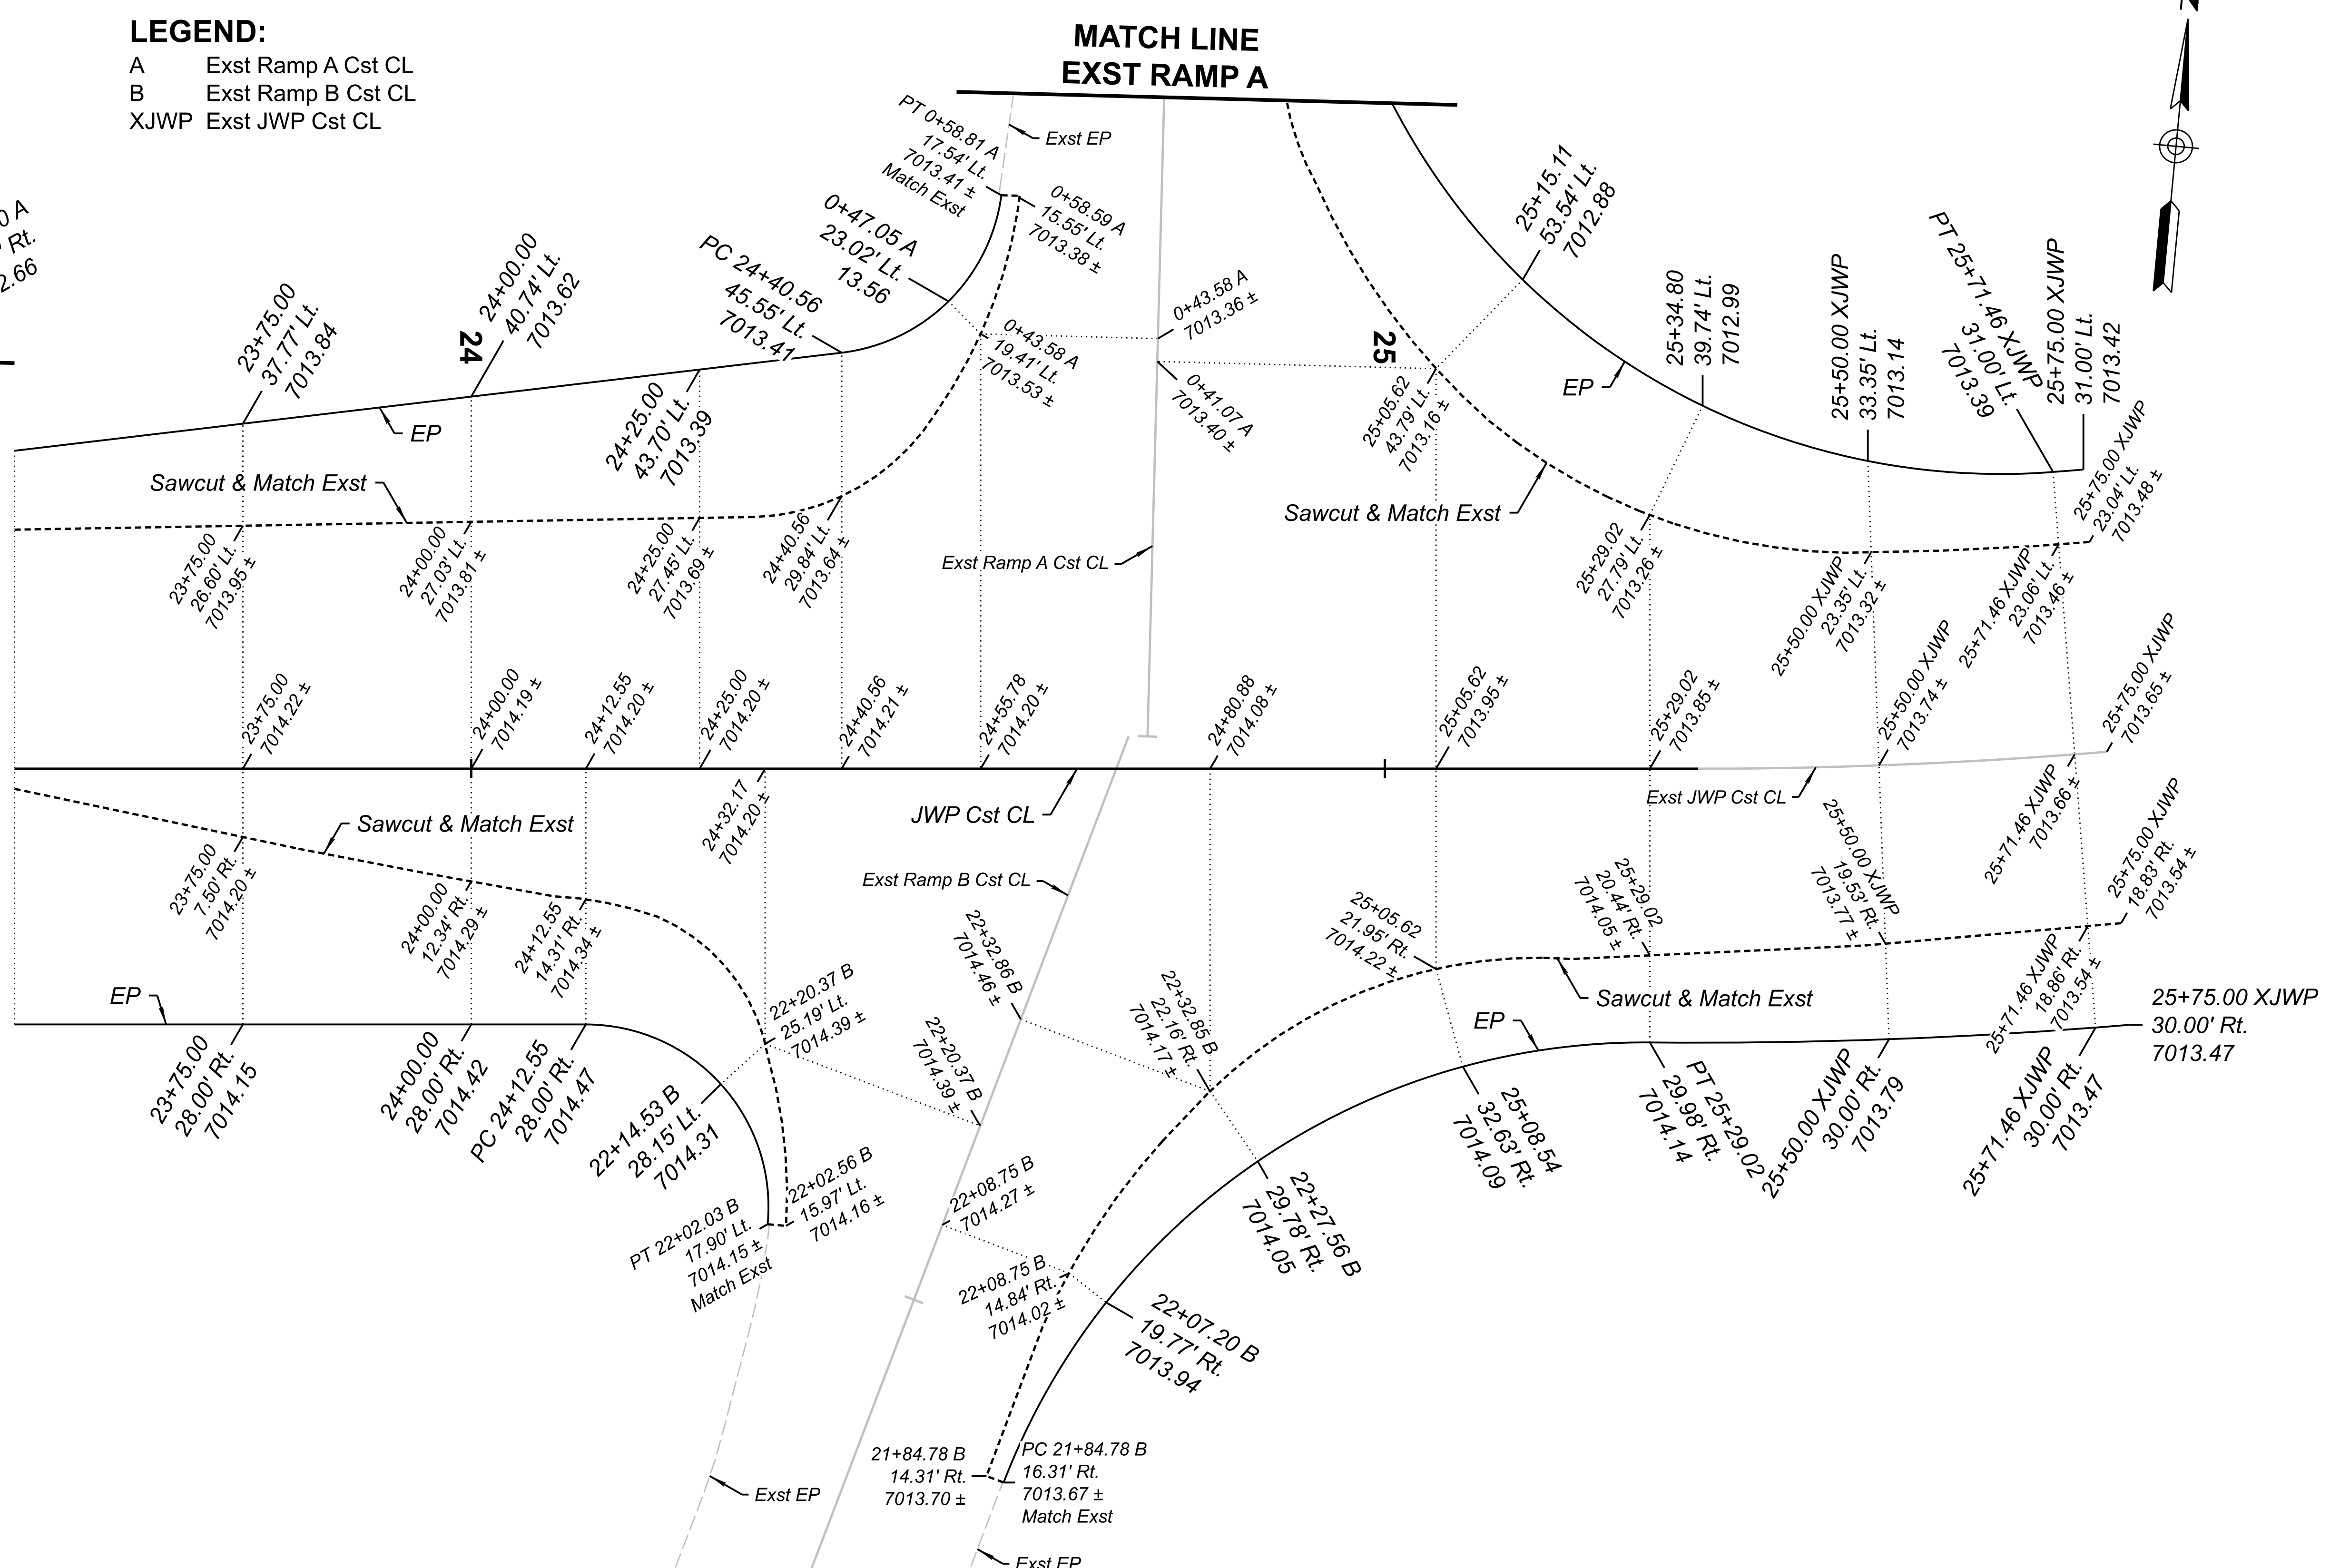 LEGEND:
A Exst Ramp A Cst CL
B Exst Ramp B Cst CL
XJWP Exst JWP Cst CL
MATCH LINE
EXST RAMP A
N
0 A
Rt.
2.66
23+75.00
37.77' Lt.
7013.84
24
24+00.00
40.74' Lt.
7013.62
EP
24+25.00
43.70' Lt.
7013.39
PC 24+40.56
45.55' Lt.
7013.41
0+47.05 A
23.02' Lt.
13.56
PT 0+58.81 A
17.54' Lt.
7013.41 ±
Match Exst
Exst EP
0+58.59 A
15.55' Lt.
7013.38 ±
0+43.58 A
19.41' Lt.
7013.53 ±
0+43.58 A
7013.36 ±
0+41.07 A
7013.40 ±
25
25+15.11
53.54' Lt.
7012.88
EP
25+34.80
39.74' Lt.
7012.99
25+50.00 XJWP
33.35' Lt.
7013.14
PT 25+71.46 XJWP
31.00' Lt.
7013.39
25+75.00 XJWP
31.00' Lt.
7013.42
Sawcut & Match Exst
23+75.00
26.60' Lt.
7013.95 ±
24+00.00
27.03' Lt.
7013.81 ±
24+25.00
27.45' Lt.
7013.69 ±
24+40.56
29.84' Lt.
7013.64 ±
Exst Ramp A Cst CL
25+05.62
43.79' Lt.
7013.16 ±
Sawcut & Match Exst
25+29.02
27.79' Lt.
7013.26 ±
25+50.00 XJWP
23.35' Lt.
7013.32 ±
25+71.46 XJWP
23.06' Lt.
7013.46 ±
25+75.00 XJWP
23.04' Lt.
7013.48 ±
23+75.00
7014.22 ±
24+00.00
7014.19 ±
24+12.55
7014.20 ±
24+25.00
7014.20 ±
24+32.17
7014.20 ±
24+40.56
7014.21 ±
24+55.78
7014.20 ±
24+80.88
7014.08 ±
25+05.62
7013.95 ±
25+29.02
7013.85 ±
25+50.00 XJWP
7013.74 ±
25+71.46 XJWP
7013.66 ±
25+75.00 XJWP
7013.65 ±
JWP Cst CL
Exst JWP Cst CL
Sawcut & Match Exst
23+75.00
7.50' Rt.
7014.20 ±
24+00.00
12.34' Rt.
7014.29 ±
24+12.55
14.31' Rt.
7014.34 ±
Exst Ramp B Cst CL
22+20.37 B
25.19' Lt.
7014.39 ±
22+20.37 B
7014.39 ±
22+32.86 B
7014.46 ±
22+32.85 B
22.16' Rt.
7014.17 ±
25+05.62
21.95' Rt.
7014.22 ±
25+29.02
20.44' Rt.
7014.05 ±
25+50.00 XJWP
19.53' Rt.
7013.77 ±
25+71.46 XJWP
18.86' Rt.
7013.54 ±
25+75.00 XJWP
18.83' Rt.
7013.54 ±
Sawcut & Match Exst
EP
23+75.00
28.00' Rt.
7014.15
24+00.00
28.00' Rt.
7014.42
PC 24+12.55
28.00' Rt.
7014.47
22+14.53 B
28.15' Lt.
7014.31
PT 22+02.03 B
17.90' Lt.
7014.15 ±
Match Exst
22+02.56 B
15.97' Lt.
7014.16 ±
22+08.75 B
7014.27 ±
22+08.75 B
14.84' Rt.
7014.02 ±
22+07.20 B
19.77' Rt.
7013.94
22+27.56 B
29.78' Rt.
7014.05
EP
25+08.54
32.63' Rt.
7014.09
PT 25+29.02
29.98' Rt.
7014.14
25+50.00 XJWP
30.00' Rt.
7013.79
25+71.46 XJWP
30.00' Rt.
7013.47
25+75.00 XJWP
30.00' Rt.
7013.47
Exst EP
21+84.78 B
14.31' Rt.
7013.70 ±
PC 21+84.78 B
16.31' Rt.
7013.67 ±
Match Exst
Exst EP